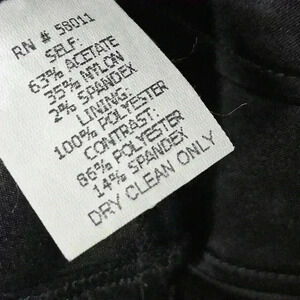 RN # 58011
SELF:
63% ACETATE
35% NYLON
2% SPANDEX
LINING:
100% POLYESTER
CONTRAST:
86% POLYESTER
14% SPANDEX
DRY CLEAN ONLY